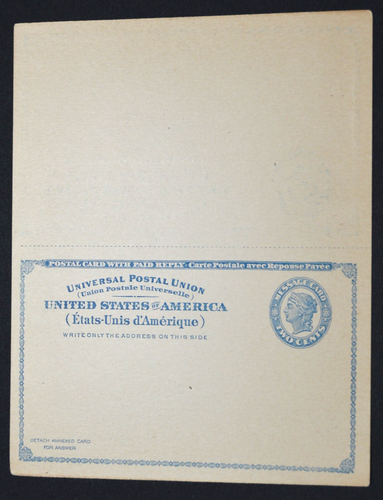 POSTAL CARD WITH PAID REPLY-Carte Postale avec Réponse Payée
UNIVERSAL POSTAL UNION
(Union Postale Universelle)
UNITED STATES OF AMERICA
(États-Unis d'Amérique)
WRITE ONLY THE ADDRESS ON THIS SIDE
MESSAGE CARD
TWO CENTS
DETACH ANNEXED CARD
FOR ANSWER